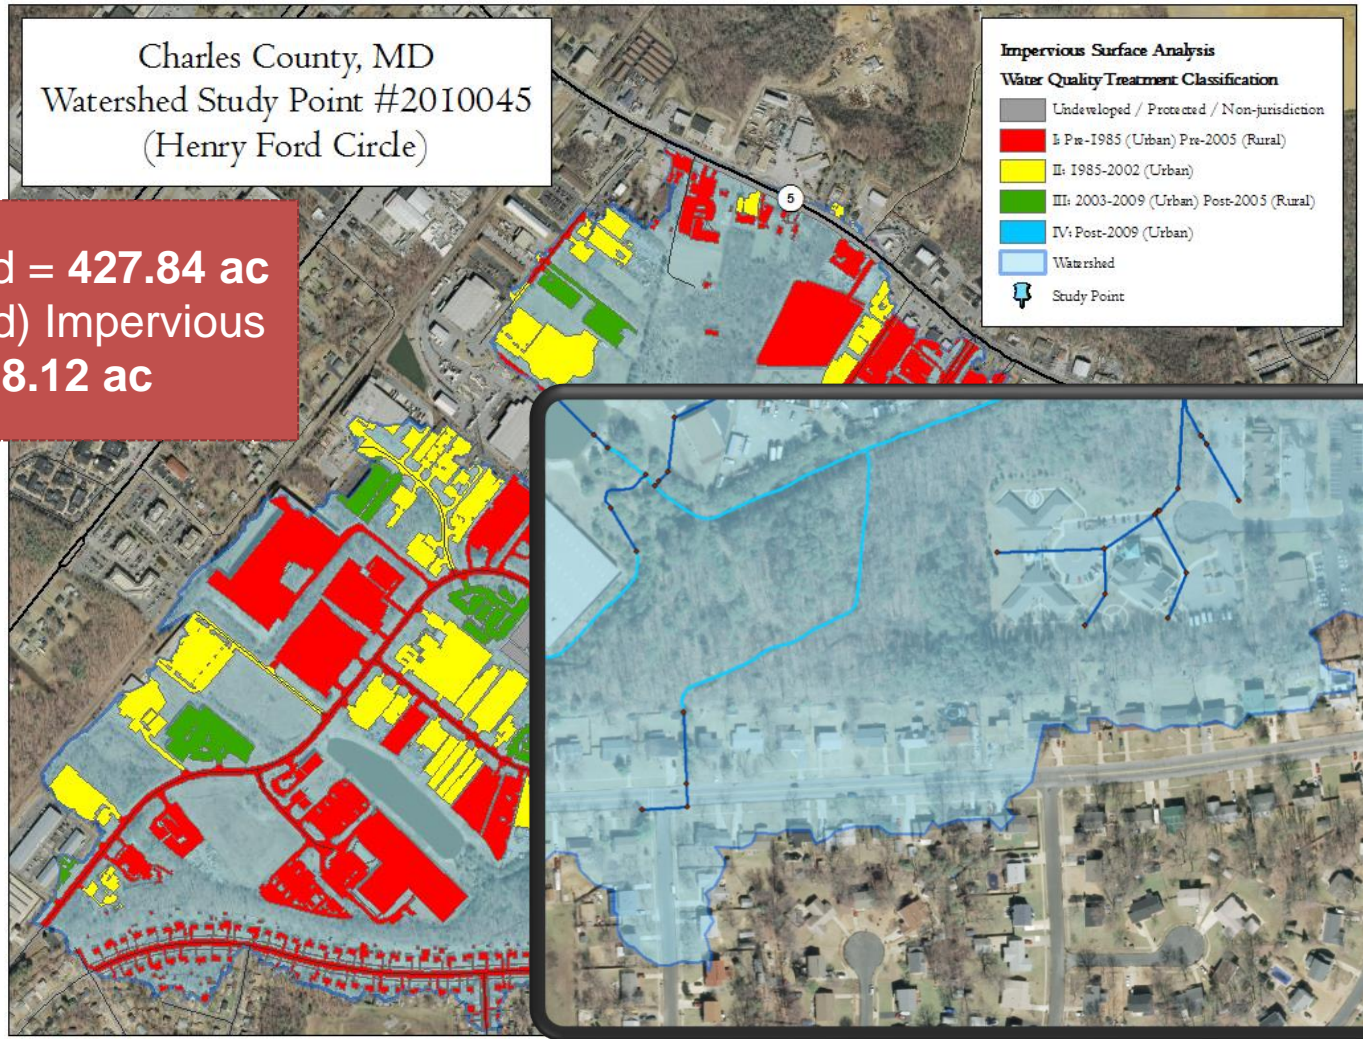 Charles County, MD
Watershed Study Point #2010045
(Henry Ford Circle)
d = 427.84 ac
d) Impervious
8.12 ac
5
Impervious Surface Analysis
Water Quality Treatment Classification
Undeveloped / Protected / Non-jurisdiction
I: Pre-1985 (Urban) Pre-2005 (Rural)
II: 1985-2002 (Urban)
III: 2003-2009 (Urban) Post-2005 (Rural)
IV: Post-2009 (Urban)
Watershed
Study Point